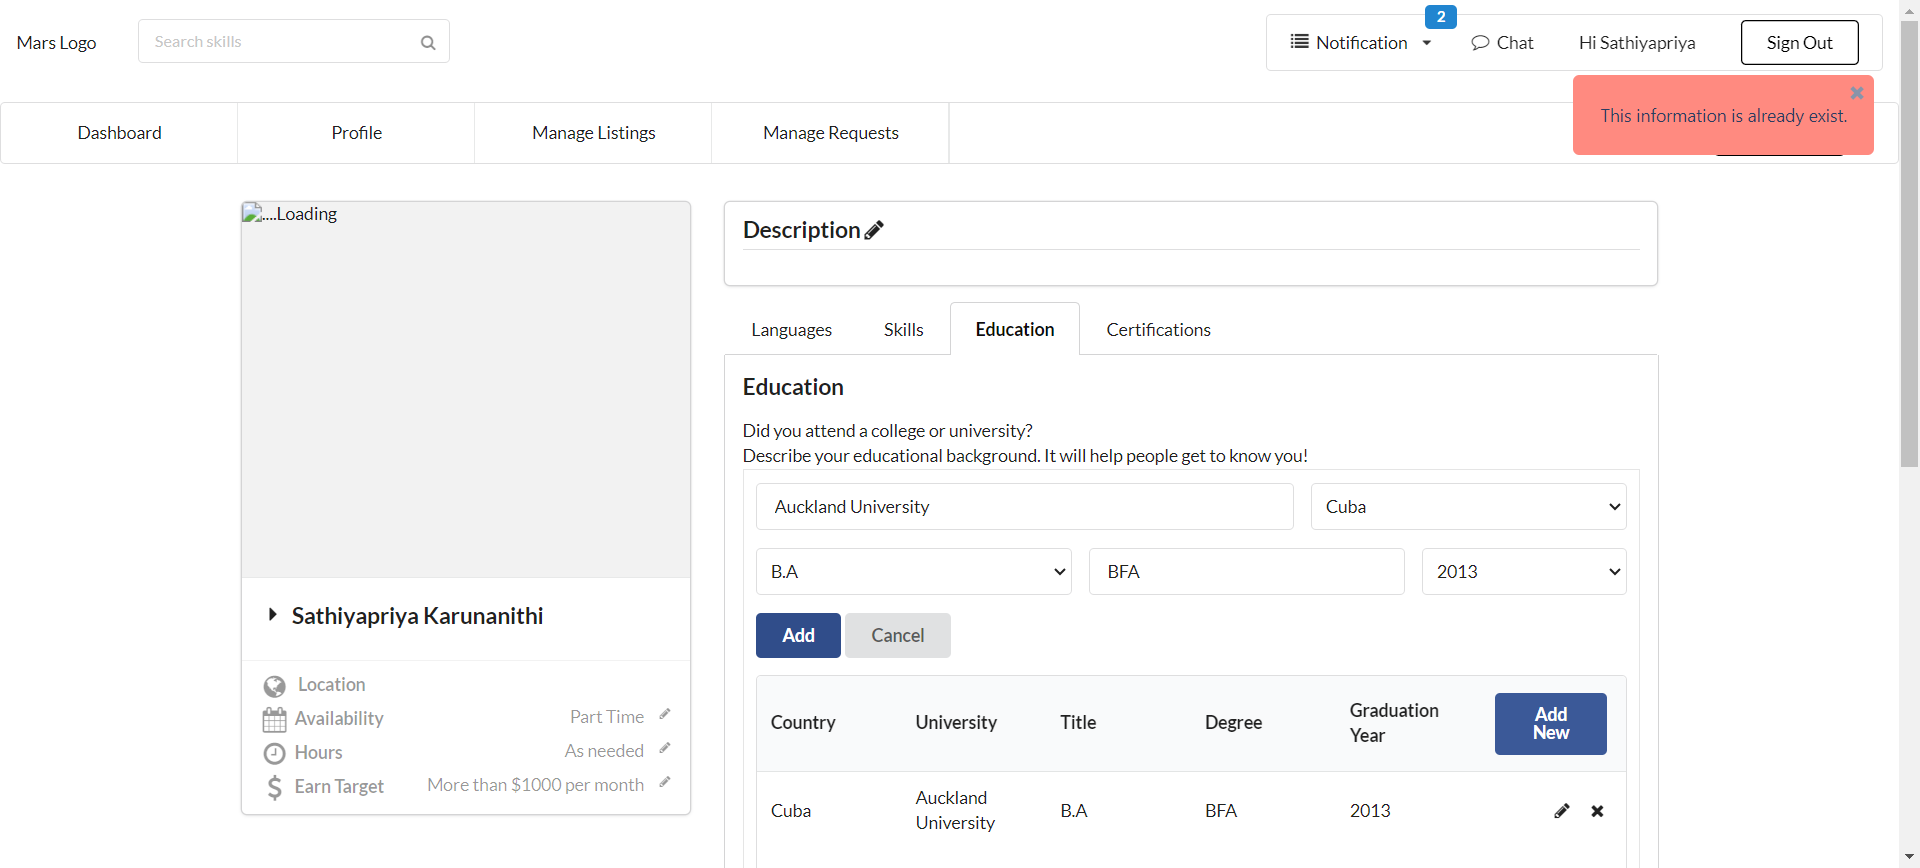 Mars Logo
Search skills
Notification
2
Chat
Hi Sathiyapriya
Sign Out
This information is already exist.
Dashboard
Profile
Manage Listings
Manage Requests
....Loading
Sathiyapriya Karunanithi
Location
Availability
Part Time
Hours
As needed
Earn Target
More than $1000 per month
Description
Languages
Skills
Education
Certifications
Education
Did you attend a college or university?
Describe your educational background. It will help people get to know you!
Auckland University
Cuba
B.A
BFA
2013
Add
Cancel
Country
University
Title
Degree
Graduation
Year
Add
New
Cuba
Auckland
University
B.A
BFA
2013